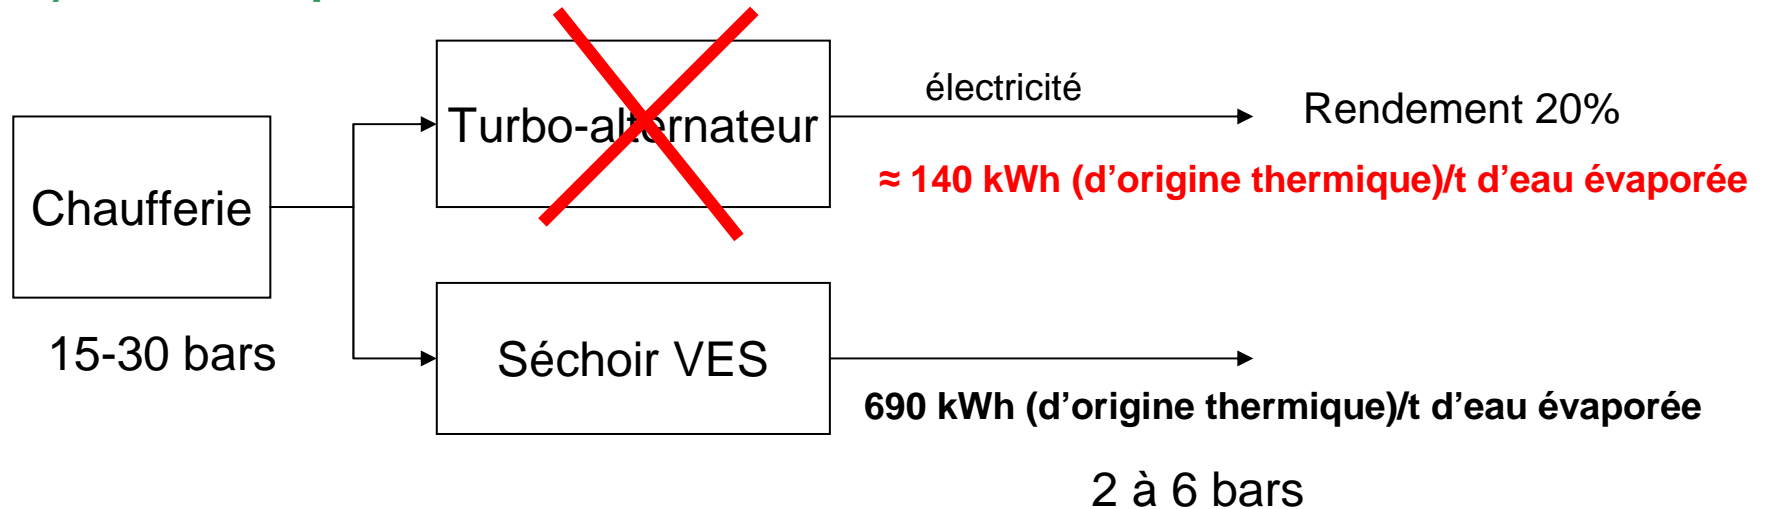 Turbo-alternateur
électricité
Rendement 20%
≈ 140 kWh (d’origine thermique)/t d’eau évaporée
Chaufferie
15-30 bars
Séchoir VES
690 kWh (d’origine thermique)/t d’eau évaporée
2 à 6 bars